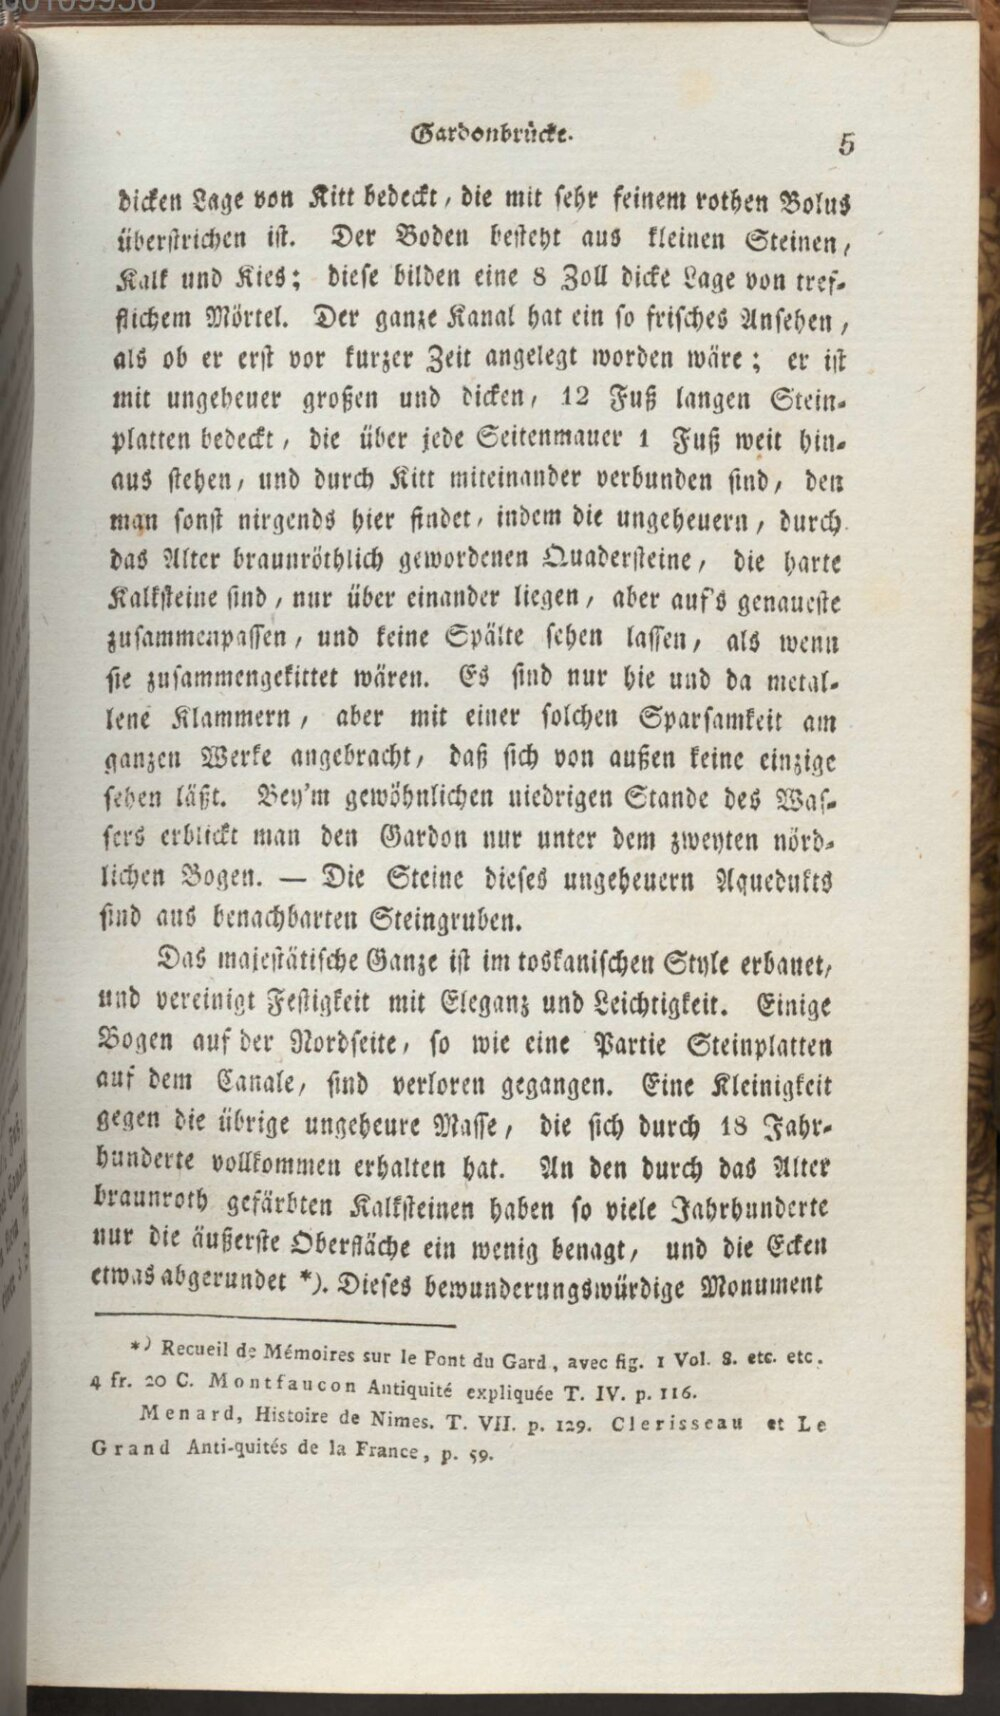 Gardonbrücke.
5
dicken Lage von Kitt bedeckt, die mit sehr feinem rothen Bolus
überstrichen ist. Der Boden besteht aus kleinen Steinen,
Kalk und Kies; diese bilden eine 8 Zoll dicke Lage von tref-
flichem Mörtel. Der ganze Kanal hat ein so frisches Ansehen,
als ob er erst vor kurzer Zeit angelegt worden wäre; er ist
mit ungeheuer großen und dicken, 12 Fuß langen Stein-
platten bedeckt, die über jede Seitenmauer 1 Fuß weit hin-
aus stehen, und durch Kitt miteinander verbunden sind, den
man sonst nirgends hier findet, indem die ungeheuern, durch
das Alter braunröthlich gewordenen Quadersteine, die harte
Kalksteine sind, nur über einander liegen, aber auf's genaueste
zusammenpassen, und keine Spälte sehen lassen, als wenn
sie zusammengekittet wären. Es sind nur hie und da metal-
lene Klammern, aber mit einer solchen Sparsamkeit am
ganzen Werke angebracht, daß sich von außen keine einzige
sehen läßt. Bey'm gewöhnlichen niedrigen Stande des Was-
sers erblickt man den Gardon nur unter dem zweyten nörd-
lichen Bogen. — Die Steine dieses ungeheuern Aquedukts
sind aus benachbarten Steingruben.
Das majestätische Ganze ist im toskanischen Style erbauet,
und vereinigt Festigkeit mit Eleganz und Leichtigkeit. Einige
Bogen auf der Nordseite, so wie eine Partie Steinplatten
auf dem Canale, sind verloren gegangen. Eine Kleinigkeit
gegen die übrige ungeheure Masse, die sich durch 18 Jahr-
hunderte vollkommen erhalten hat. An den durch das Alter
braunroth gefärbten Kalksteinen haben so viele Jahrhunderte
nur die äußerste Oberfläche ein wenig benagt, und die Ecken
etwas abgerundet *). Dieses bewunderungswürdige Monument
*) Recueil de Mémoires sur le Pont du Gard, avec fig. 1 Vol. 8. etc. etc.
4 fr. 20 C. Montfaucon Antiquité expliquée T. IV. p. 116.
Menard, Histoire de Nimes. T. VII. p. 129. Clerisseau et Le
Grand Anti-quités de la France, p. 59.